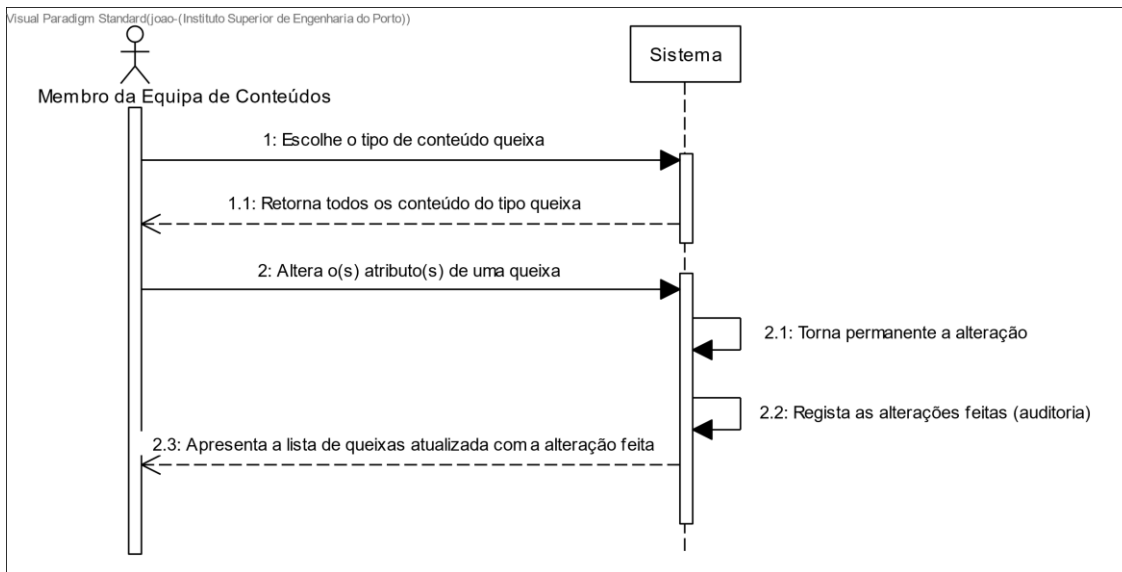 Visual Paradigm Standard(joao-(Instituto Superior de Engenharia do Porto))
Sistema
Membro da Equipa de Conteúdos
1: Escolhe o tipo de conteúdo queixa
1.1: Retorna todos os conteúdo do tipo queixa
2: Altera o(s) atributo(s) de uma queixa
2.1: Torna permanente a alteração
2.2: Regista as alterações feitas (auditoria)
2.3: Apresenta a lista de queixas atualizada com a alteração feita